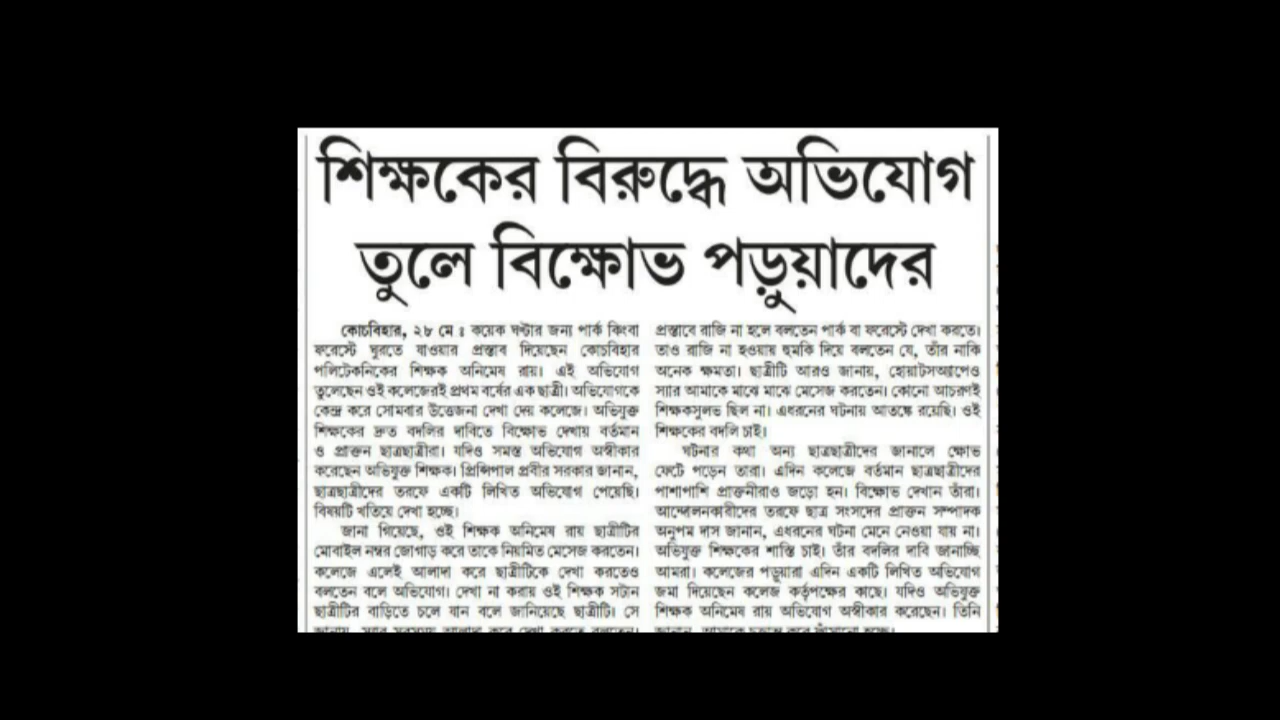 শিক্ষকের বিরুদ্ধে অভিযোগ
তুলে বিক্ষোভ পড়ুয়াদের
কোচবিহার, ২৮ মে : কয়েক ঘণ্টার জন্য পার্ক কিংবা
ফরেস্টে ঘুরতে যাওয়ার প্রস্তাব দিয়েছেন কোচবিহার
পলিটেকনিকের শিক্ষক অনিমেষ রায়। এই অভিযোগ
তুলেছেন ওই কলেজেরই প্রথম বর্ষের এক ছাত্রী। অভিযোগকে
কেন্দ্র করে সোমবার উত্তেজনা দেখা দেয় কলেজে। অভিযুক্ত
শিক্ষকের দ্রুত বদলির দাবিতে বিক্ষোভ দেখায় বর্তমান
ও প্রাক্তন ছাত্রছাত্রীরা। যদিও সমস্ত অভিযোগ অস্বীকার
করেছেন অভিযুক্ত শিক্ষক। প্রিন্সিপাল প্রবীর সরকার জানান,
ছাত্রছাত্রীদের তরফে একটি লিখিত অভিযোগ পেয়েছি।
বিষয়টি খতিয়ে দেখা হচ্ছে।
জানা গিয়েছে, ওই শিক্ষক অনিমেষ রায় ছাত্রীটির
মোবাইল নম্বর জোগাড় করে তাকে নিয়মিত মেসেজ করতেন।
কলেজে এলেই আলাদা করে ছাত্রীটিকে দেখা করতেও
বলতেন বলে অভিযোগ। দেখা না করায় ওই শিক্ষক সটান
ছাত্রীটির বাড়িতে চলে যান বলে জানিয়েছে ছাত্রীটি। সে
প্রস্তাবে রাজি না হলে বলতেন পার্ক বা ফরেস্টে দেখা করতে।
তাও রাজি না হওয়ায় হুমকি দিয়ে বলতেন যে, তাঁর নাকি
অনেক ক্ষমতা। ছাত্রীটি আরও জানায়, হোয়াটসঅ্যাপেও
স্যার আমাকে মাঝে মাঝে মেসেজ করতেন। কোনো আচরণই
শিক্ষকসুলভ ছিল না। এধরনের ঘটনায় আতঙ্কে রয়েছি। ওই
শিক্ষকের বদলি চাই।
ঘটনার কথা অন্য ছাত্রছাত্রীদের জানালে ক্ষোভ
ফেটে পড়েন তারা। এদিন কলেজে বর্তমান ছাত্রছাত্রীদের
পাশাপাশি প্রাক্তনীরাও জড়ো হন। বিক্ষোভ দেখান তাঁরা।
আন্দোলনকারীদের তরফে ছাত্র সংসদের প্রাক্তন সম্পাদক
অনুপম দাস জানান, এধরনের ঘটনা মেনে নেওয়া যায় না।
অভিযুক্ত শিক্ষকের শাস্তি চাই। তাঁর বদলির দাবি জানাচ্ছি
আমরা। কলেজের পড়ুয়ারা এদিন একটি লিখিত অভিযোগ
জমা দিয়েছেন কলেজ কর্তৃপক্ষের কাছে। যদিও অভিযুক্ত
শিক্ষক অনিমেষ রায় অভিযোগ অস্বীকার করেছেন। তিনি